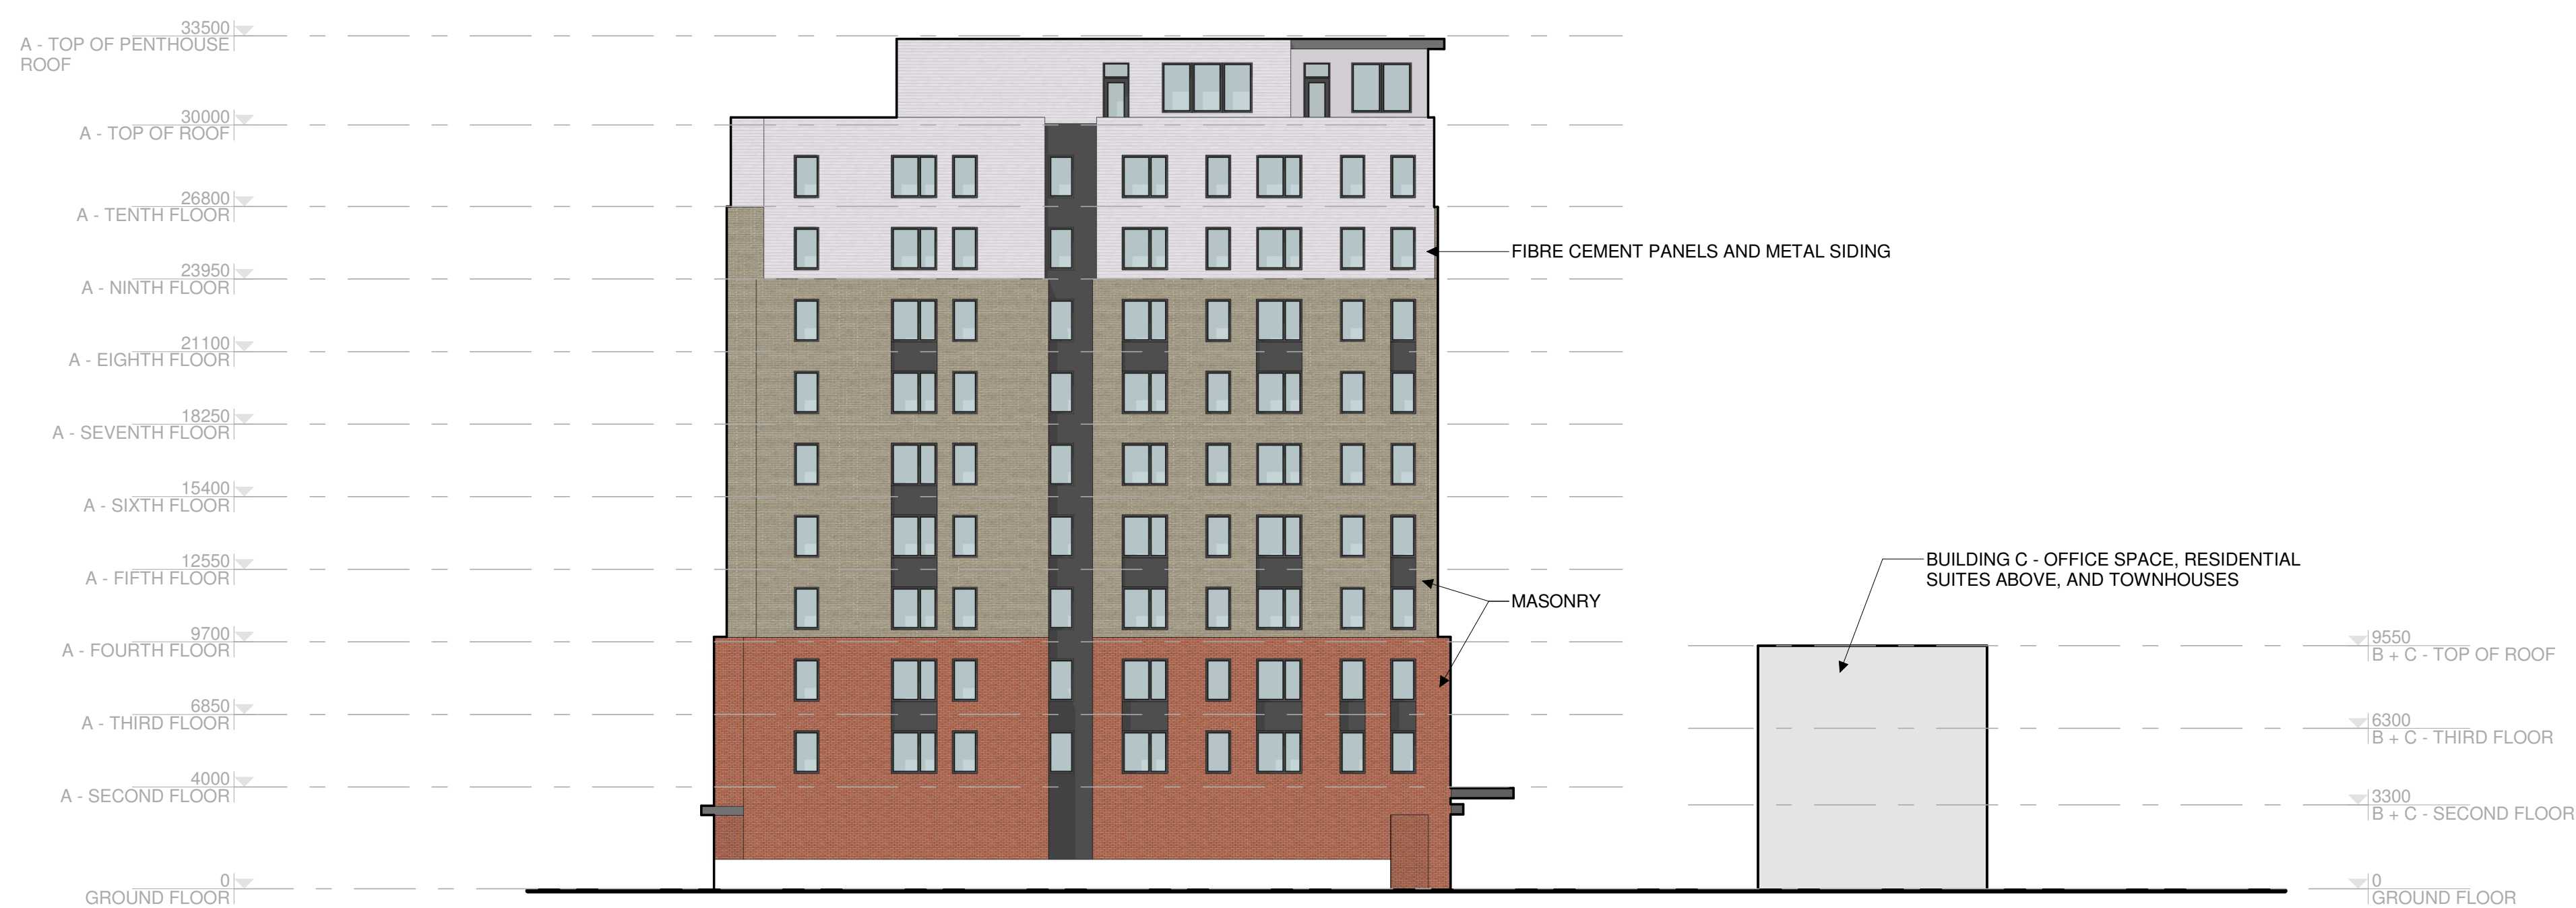 33500
A - TOP OF PENTHOUSE
ROOF
30000
A - TOP OF ROOF
26800
A - TENTH FLOOR
23950
A - NINTH FLOOR
21100
A - EIGHTH FLOOR
18250
A - SEVENTH FLOOR
15400
A - SIXTH FLOOR
12550
A - FIFTH FLOOR
9700
A - FOURTH FLOOR
6850
A - THIRD FLOOR
4000
A - SECOND FLOOR
0
GROUND FLOOR
FIBRE CEMENT PANELS AND METAL SIDING
MASONRY
BUILDING C - OFFICE SPACE, RESIDENTIAL
SUITES ABOVE, AND TOWNHOUSES
9550
B + C - TOP OF ROOF
6300
B + C - THIRD FLOOR
3300
B + C - SECOND FLOOR
0
GROUND FLOOR